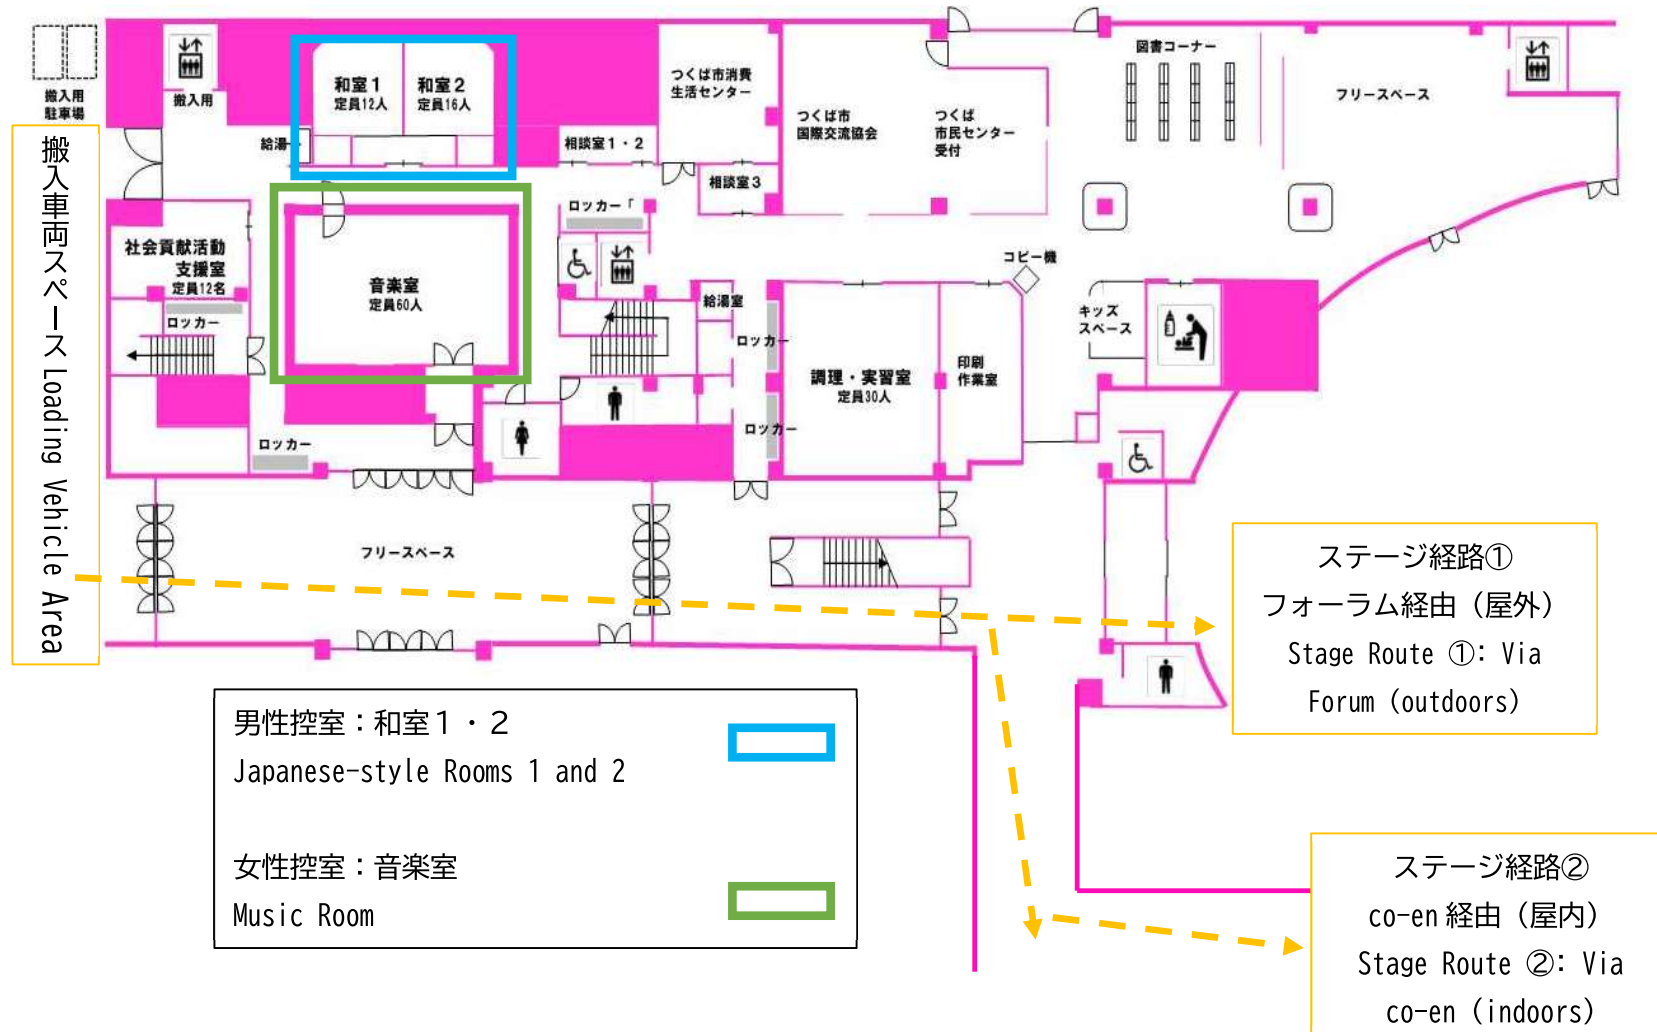 搬入用
駐車場
搬入用
和室1
定員12人
和室2
定員16人
給湯
つくば市消費
生活センター
相談室1・2
相談室3
つくば市
国際交流協会
つくば
市民センター
受付
図書コーナー
フリースペース
搬入車両スペース Loading Vehicle Area
社会貢献活動
支援室
定員12名
ロッカー
音楽室
定員60人
ロッカー「
給湯室
ロッカー
コピー機
キッズ
スペース
調理・実習室
定員30人
印刷
作業室
ロッカー
ロッカー
フリースペース
ステージ経路①
フォーラム経由（屋外）
Stage Route ①: Via
Forum (outdoors)
男性控室：和室１・２
Japanese-style Rooms 1 and 2
女性控室：音楽室
Music Room
ステージ経路②
co-en 経由（屋内）
Stage Route ②: Via
co-en (indoors)